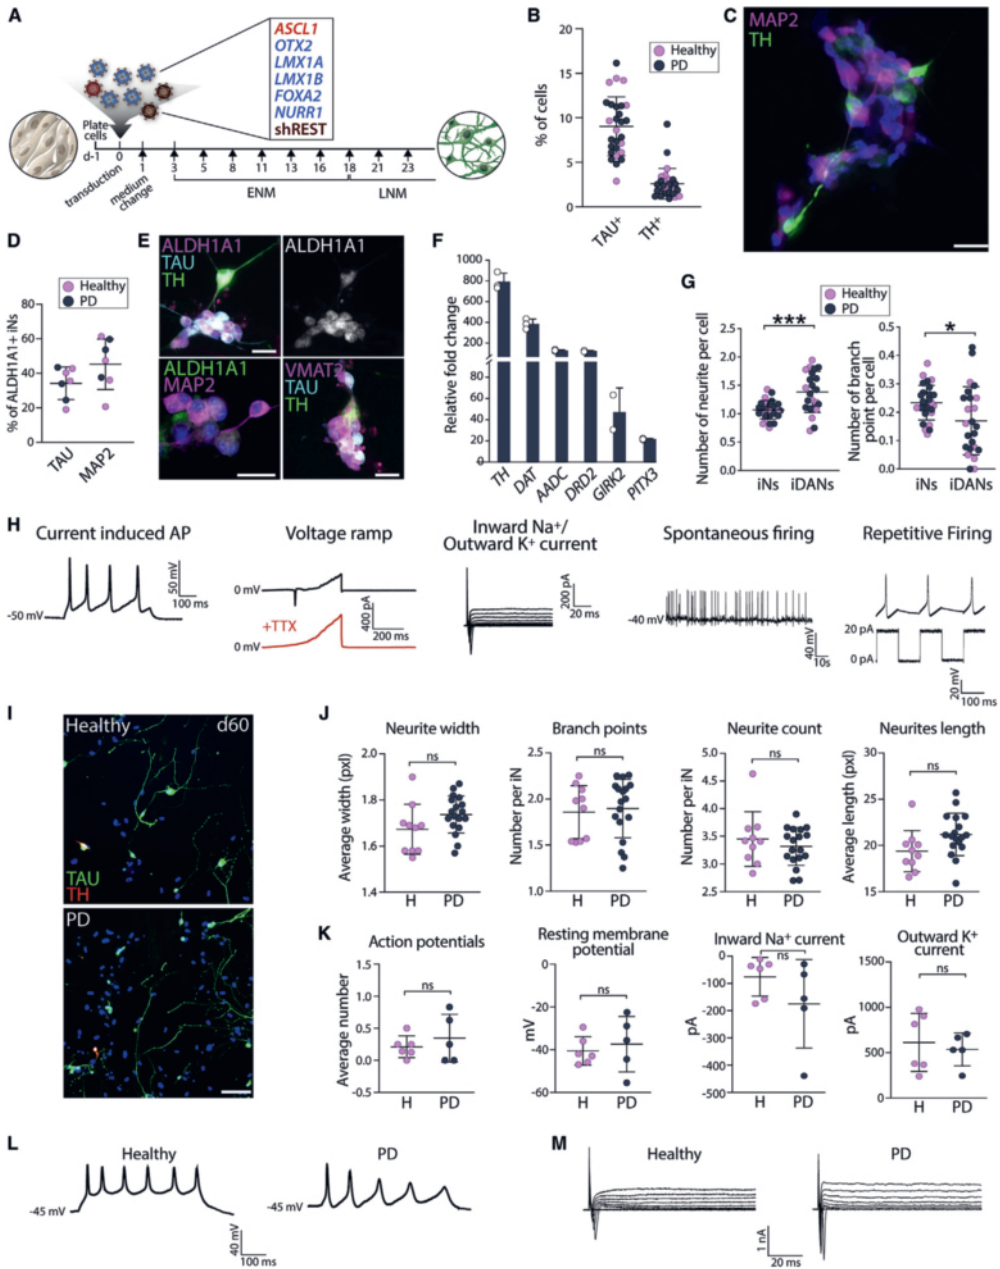 A
ASCL1
OTX2
LMX1A
LMX1B
FOXA2
NURR1
shREST
Plate
cells
d-1 0 1 3 5 8 11 13 16 18 21 23
transduction
medium
change
ENM
LNM
B
% of cells
20
15
10
5
0
Healthy
PD
TAU+
TH+
C
MAP2
TH
D
Healthy
PD
% of ALDH1A1+ iNs
80
60
40
20
0
TAU
MAP2
E
ALDH1A1
TAU
TH
ALDH1A1
ALDH1A1
MAP2
VMAT2
TAU
TH
F
Relative fold change
1000
800
600
400
200
80
60
40
20
0
TH
DAT
AADC
DRD2
GIRK2
PITX3
G
Healthy
PD
Number of neurite per cell
2.5
2.0
1.5
1.0
0.5
0.0
***
iNs
iDANs
Number of branch
point per cell
0.5
0.4
0.3
0.2
0.1
0.0
*
iNs
iDANs
H
Current induced AP
-50 mV
50 mV
100 ms
Voltage ramp
0 mV
+TTX
0 mV
400 pA
200 ms
Inward Na+/
Outward K+ current
200 pA
20 ms
Spontaneous firing
-40 mV
40 mV
10s
Repetitive Firing
20 pA
0 pA
20 mV
100 ms
I
Healthy
d60
TAU
TH
PD
J
Neurite width
Average width (pxl)
2.0
1.8
1.6
1.4
ns
H
PD
Branch points
Number per iN
2.5
2.0
1.5
1.0
ns
H
PD
Neurite count
Number per iN
5.0
4.5
4.0
3.5
3.0
2.5
ns
H
PD
Neurites length
Average length (pxl)
30
25
20
15
ns
H
PD
K
Action potentials
Average number
1.5
1.0
0.5
0.0
-0.5
ns
H
PD
Resting membrane
potential
mV
0
-20
-40
-60
ns
H
PD
Inward Na+ current
pA
0
-100
-200
-300
-400
-500
ns
H
PD
Outward K+
current
pA
1500
1000
500
0
ns
H
PD
L
Healthy
-45 mV
40 mV
100 ms
PD
-45 mV
M
Healthy
1 nA
20 ms
PD